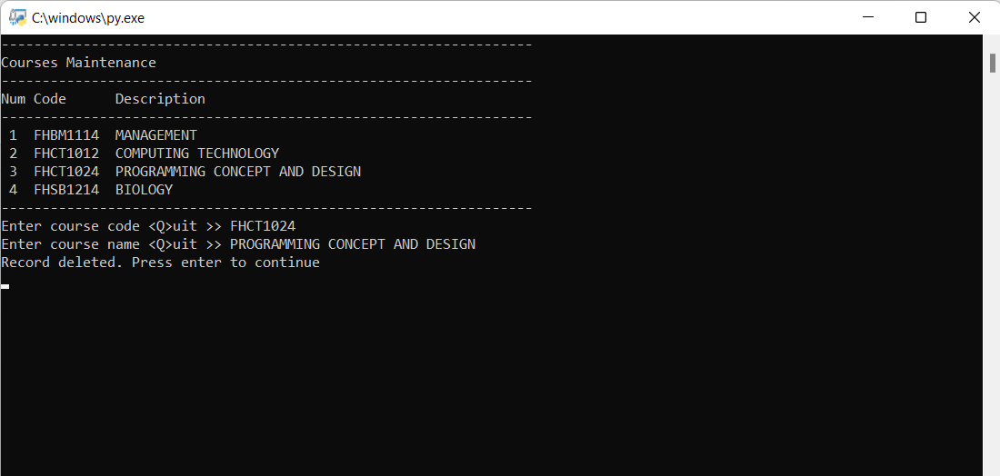 C:\windows\py.exe
-----------------------------------------------------------------
Courses Maintenance
-----------------------------------------------------------------
Num Code      Description
-----------------------------------------------------------------
 1  FHBM1114  MANAGEMENT
 2  FHCT1012  COMPUTING TECHNOLOGY
 3  FHCT1024  PROGRAMMING CONCEPT AND DESIGN
 4  FHSB1214  BIOLOGY
-----------------------------------------------------------------
Enter course code <Q>uit >> FHCT1024
Enter course name <Q>uit >> PROGRAMMING CONCEPT AND DESIGN
Record deleted. Press enter to continue